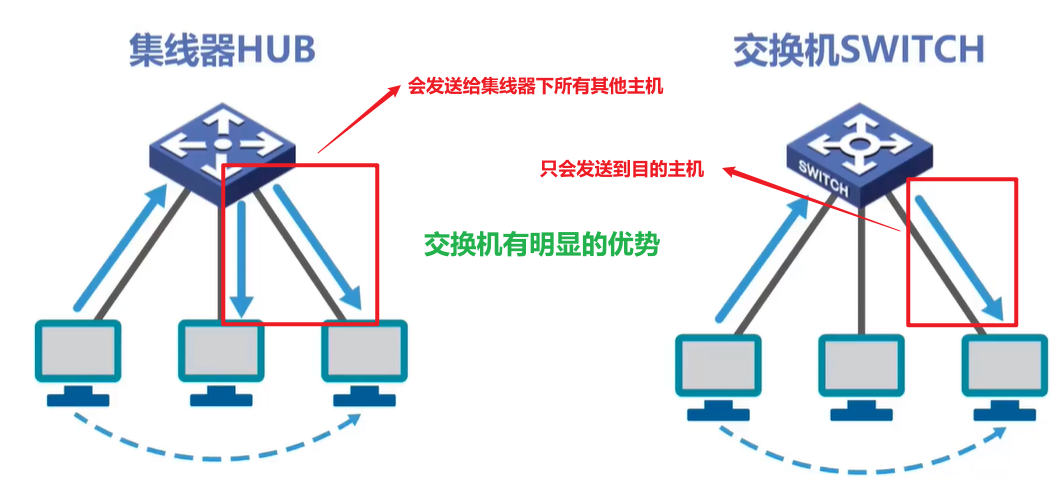 集线器HUB
交换机SWITCH
会发送给集线器下所有其他主机
只会发送到目的主机
SWITCH
交换机有明显的优势